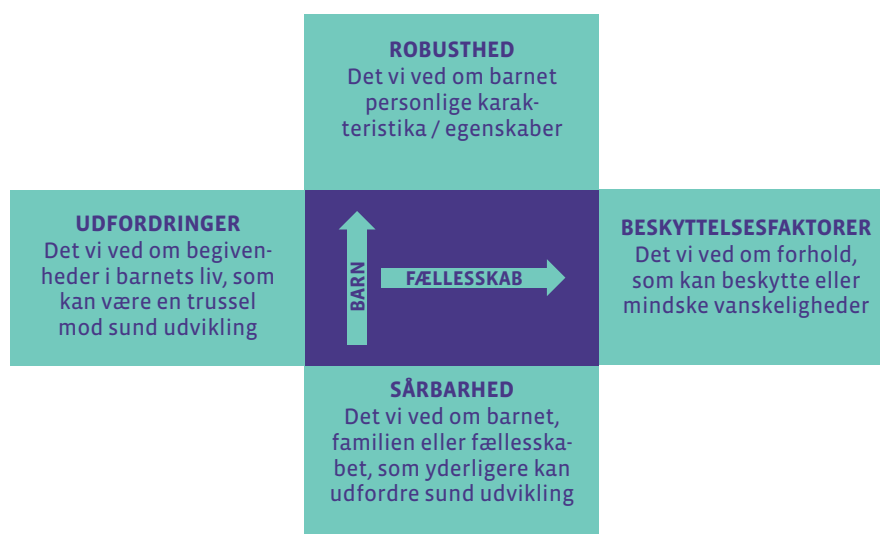 ROBUSTHED
Det vi ved om barnet
personlige karak-
teristika / egenskaber
UDFORDRINGER
Det vi ved om begiven-
heder i barnets liv, som
kan være en trussel
mod sund udvikling
BARN
FÆLLESSKAB
BESKYTTELSESFAKTORER
Det vi ved om forhold,
som kan beskytte eller
mindske vanskeligheder
SÅRBARHED
Det vi ved om barnet,
familien eller fællesska-
bet, som yderligere kan
udfordre sund udvikling